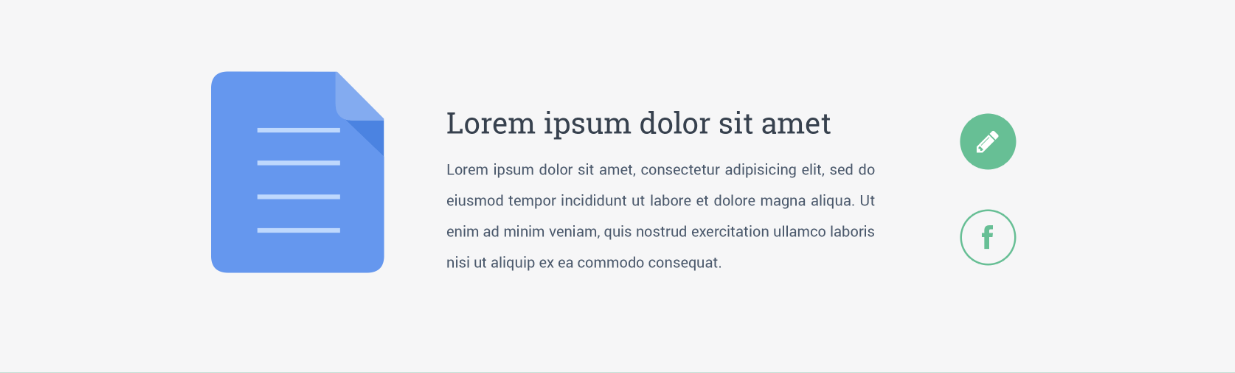 Lorem ipsum dolor sit amet
Lorem ipsum dolor sit amet, consectetur adipisicing elit, sed do
eiusmod tempor incididunt ut labore et dolore magna aliqua. Ut
enim ad minim veniam, quis nostrud exercitation ullamco laboris
nisi ut aliquip ex ea commodo consequat.